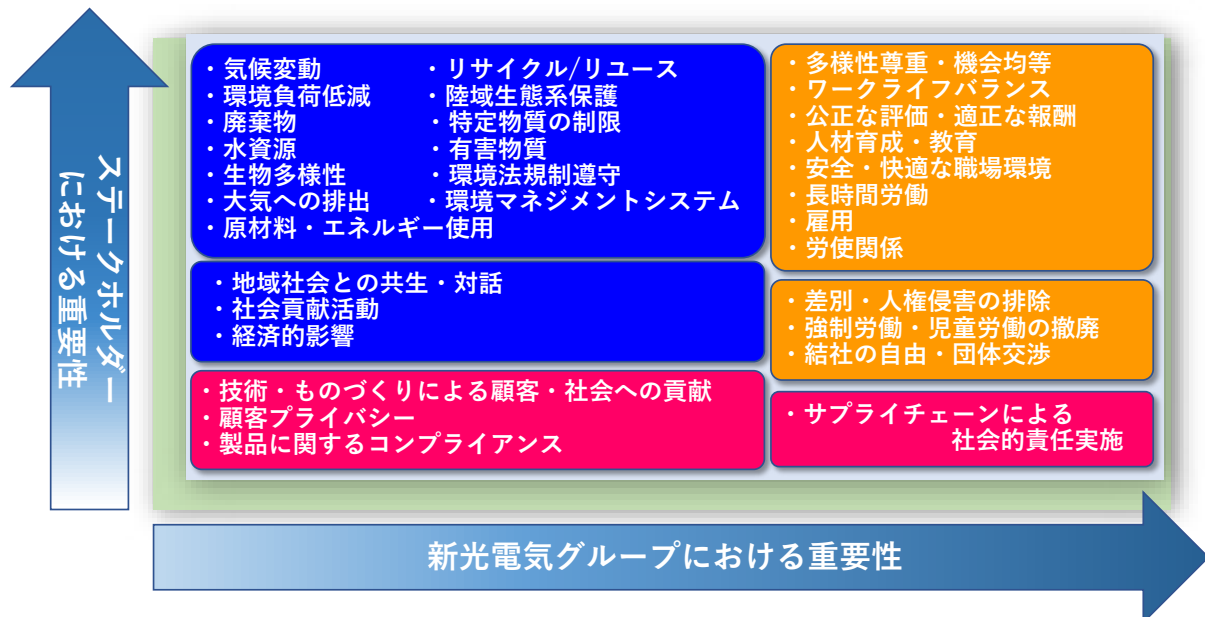 ステークホルダー
における重要性
・気候変動
・環境負荷低減
・廃棄物
・水資源
・生物多様性
・大気への排出
・原材料・エネルギー使用
・リサイクル/リユース
・陸域生態系保護
・特定物質の制限
・有害物質
・環境法規制遵守
・環境マネジメントシステム
・多様性尊重・機会均等
・ワークライフバランス
・公正な評価・適正な報酬
・人材育成・教育
・安全・快適な職場環境
・長時間労働
・雇用
・労使関係
・地域社会との共生・対話
・社会貢献活動
・経済的影響
・差別・人権侵害の排除
・強制労働・児童労働の撤廃
・結社の自由・団体交渉
・技術・ものづくりによる顧客・社会への貢献
・顧客プライバシー
・製品に関するコンプライアンス
・サプライチェーンによる
社会的責任実施
新光電気グループにおける重要性